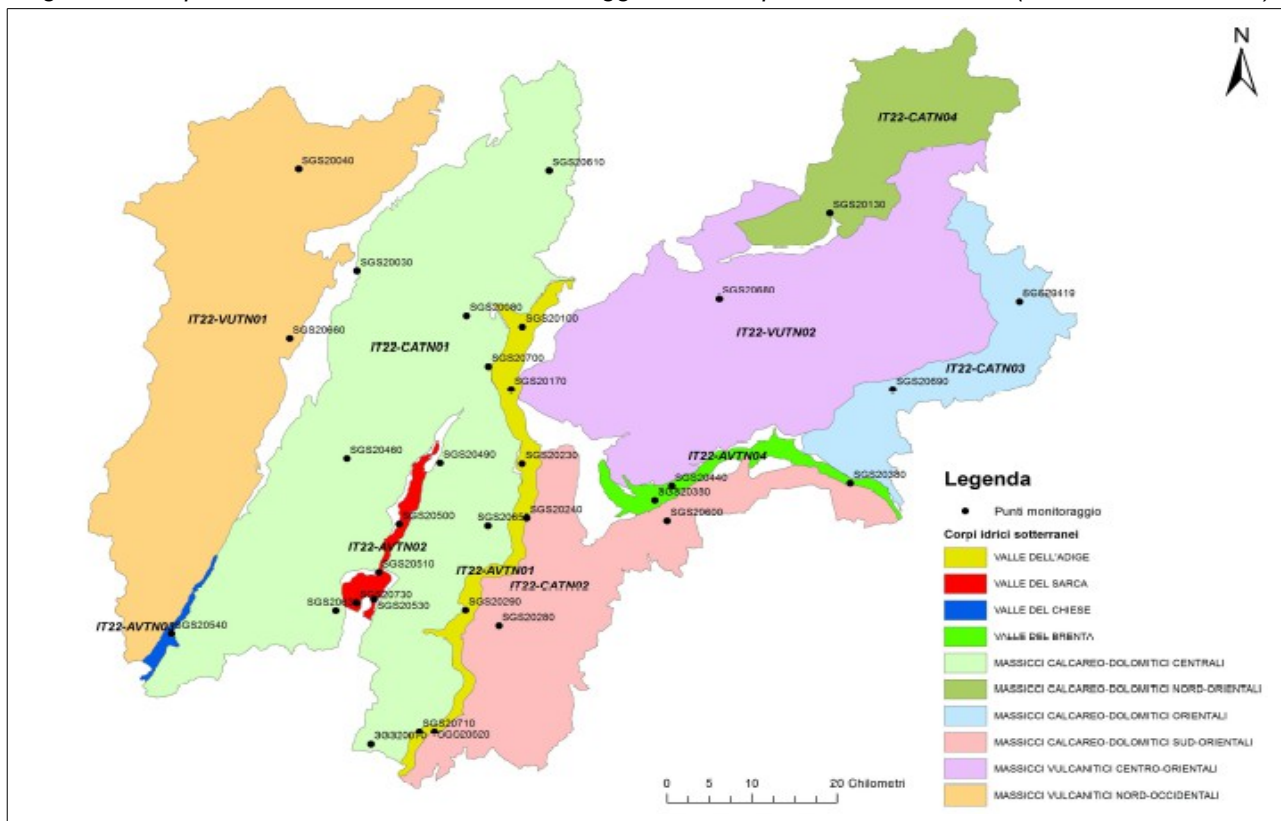 N
IT22-CATN04
SGS20040
SGS20610
SGS20130
SGS20030
SGS20680
IT22-VUTN01
SGS20660
SGS20080
SGS20100
IT22-CATN01
IT22-VUTN02
SGS20700
SGS20170
IT22-CATN03
SGS20690
SGS20460
SGS20490
SGS20230
IT22-AVTN04
SGS20440
SGS20380
SGS20500
SGS20240
SGS20600
IT22-AVTN02
SGS20510
IT22-AVTN01
IT22-CATN02
SGS20730
SGS20530
SGS20290
SGS20280
SGS20540
SGS20710
Legenda
Punti monitoraggio
Corpi idrici sotterranei
VALLE DELL'ADIGE
VALLE DEL SARCA
VALLE DEL CHIESE
VALLE DEL BRENTA
MASSICCI CALCAREO-DOLOMITICI CENTRALI
MASSICCI CALCAREO-DOLOMITICI NORD-ORIENTALI
MASSICCI CALCAREO-DOLOMITICI ORIENTALI
MASSICCI CALCAREO-DOLOMITICI SUD-ORIENTALI
MASSICCI VULCANITICI CENTRO-ORIENTALI
MASSICCI VULCANITICI NORD-OCCIDENTALI
0 5 10 20 Chilometri